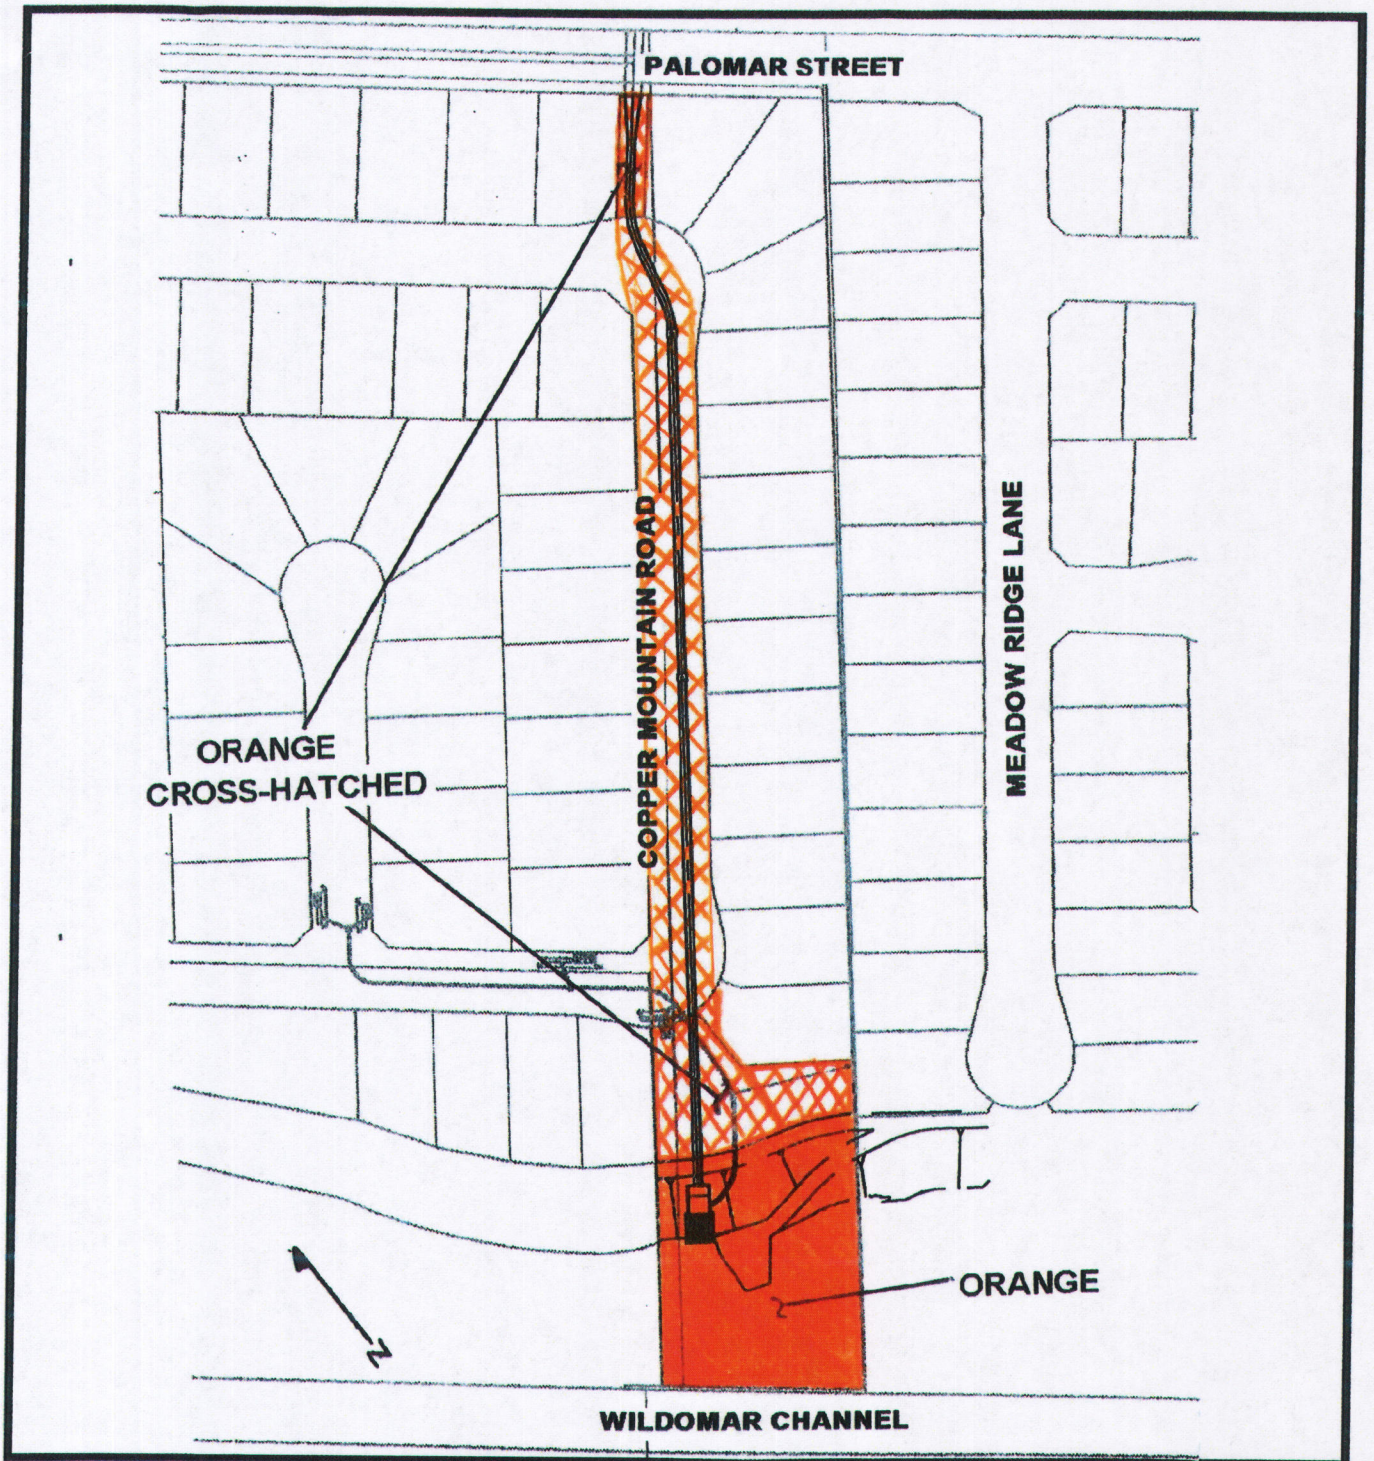 PALOMAR STREET
COPPER MOUNTAIN ROAD
MEADOW RIDGE LANE
ORANGE
CROSS-HATCHED
ORANGE
N
WILDOMAR CHANNEL